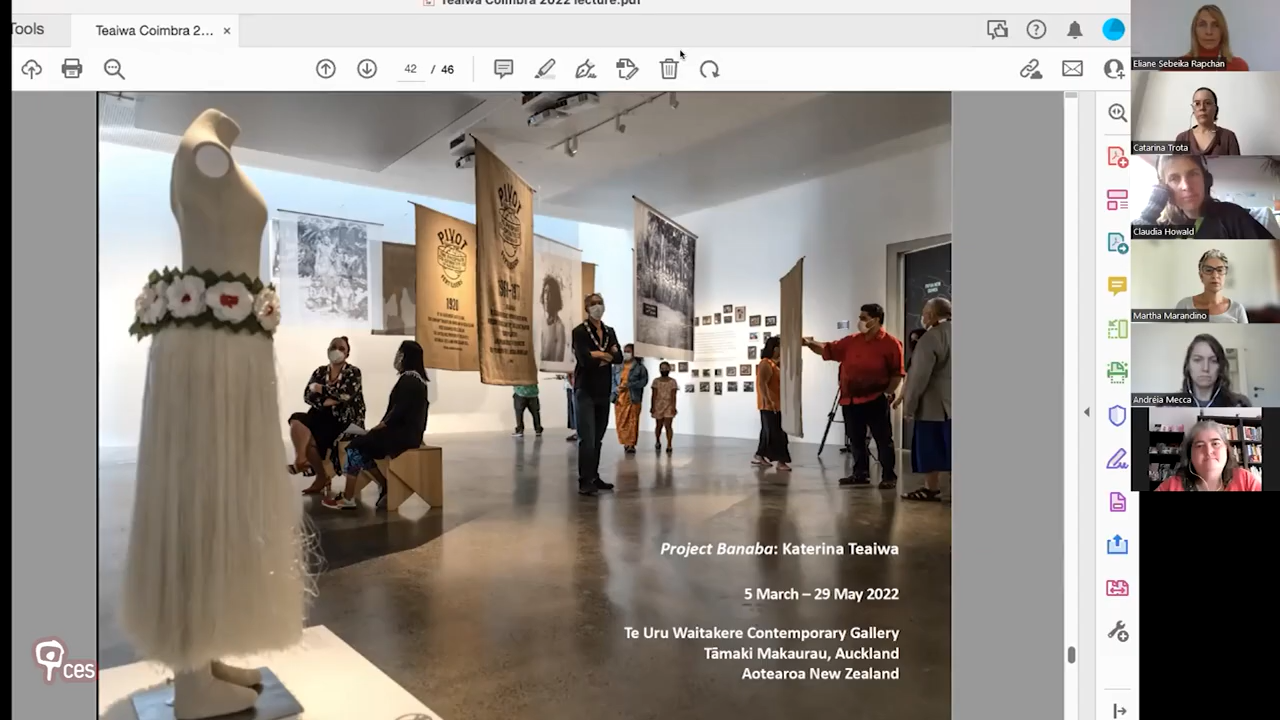 Teaiwa Coimbra 2022 lecture.pdf
Tools
Teaiwa Coimbra 2...
42 / 46
Eliane Sebeika Rapchan
Catarina Trota
Claudia Howald
Martha Marandino
Andréia Mecca
PIVOT
1920
PIVOT
Project Banaba: Katerina Teaiwa
5 March – 29 May 2022
Te Uru Waitakere Contemporary Gallery
Tāmaki Makaurau, Auckland
Aotearoa New Zealand
ces